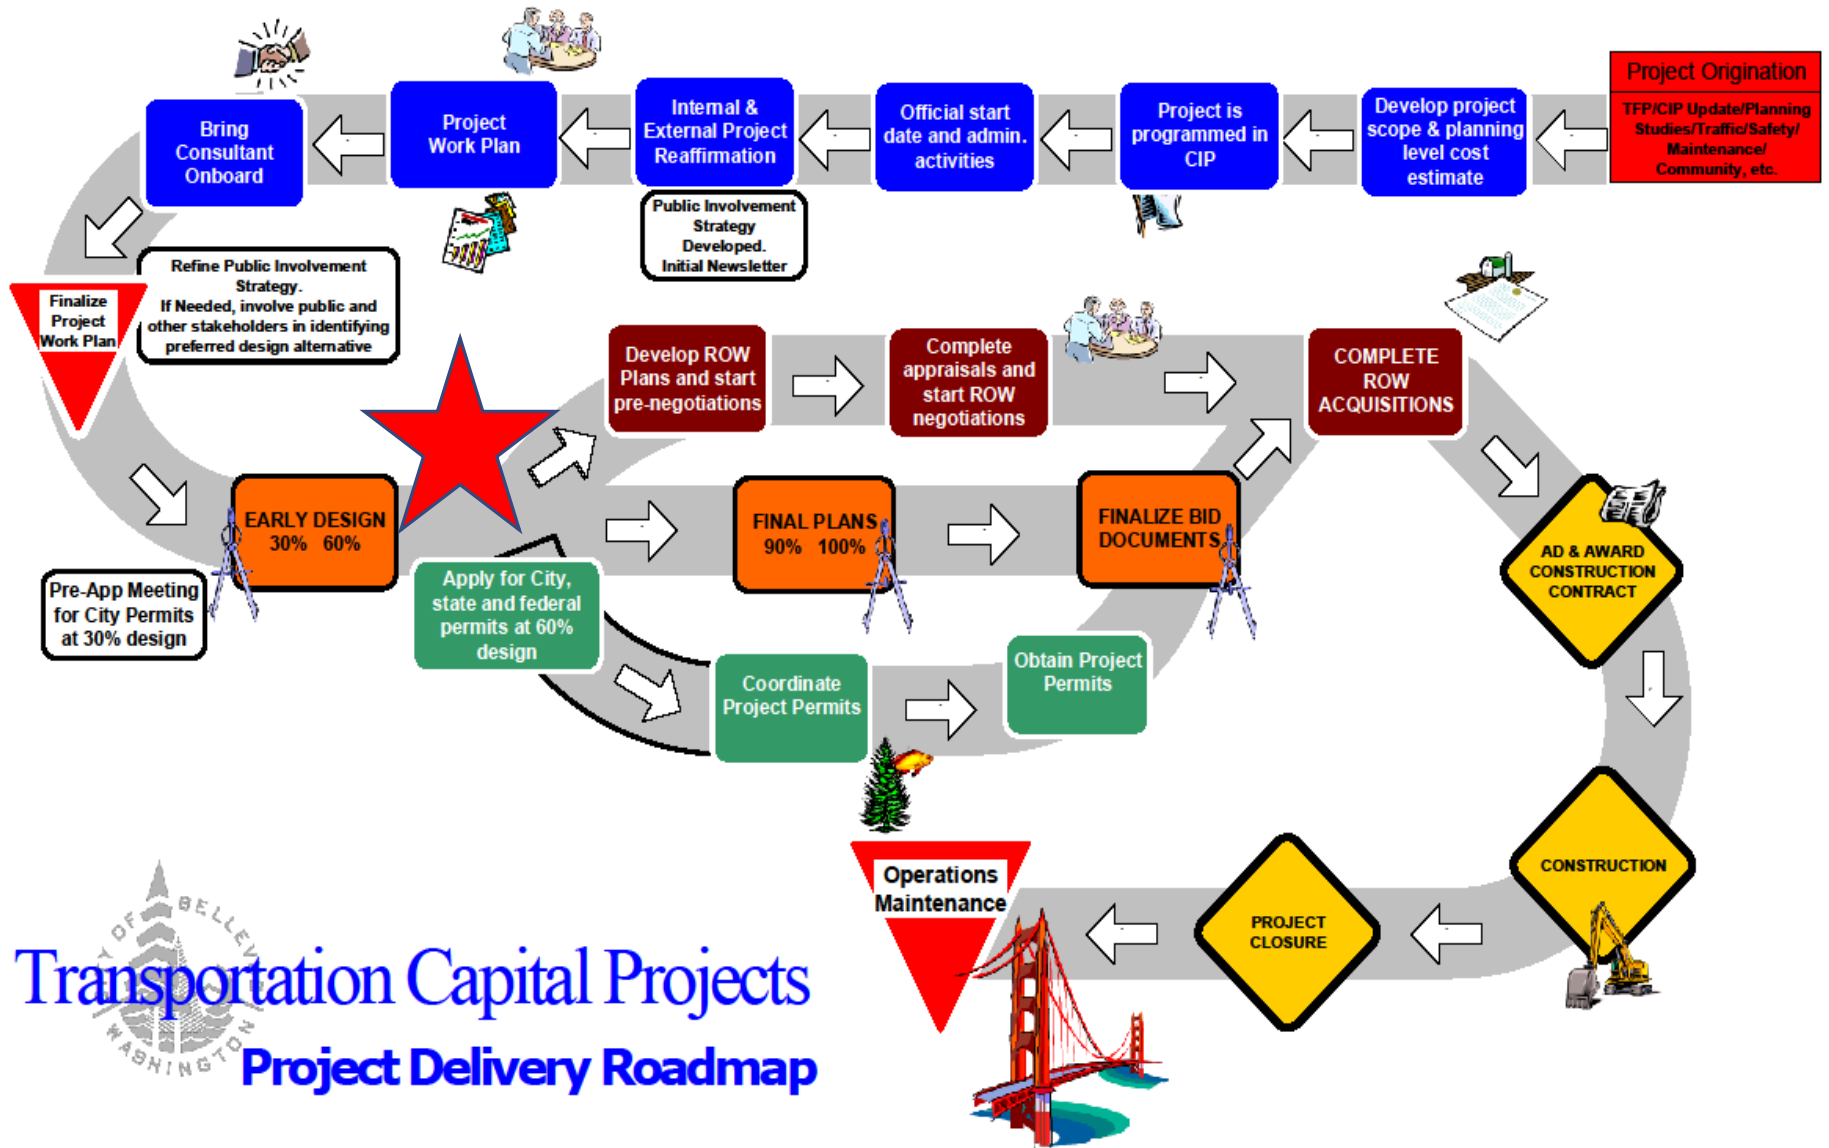 Project Origination
TFP/CIP Update/Planning
Studies/Traffic/Safety/
Maintenance/
Community, etc.
Develop project
scope & planning
level cost
estimate
Project is
programmed in
CIP
Official start
date and admin.
activities
Internal &
External Project
Reaffirmation
Public Involvement
Strategy
Developed.
Initial Newsletter
Project
Work Plan
Bring
Consultant
Onboard
Refine Public Involvement
Strategy.
If Needed, involve public and
other stakeholders in identifying
preferred design alternative
Finalize
Project
Work Plan
EARLY DESIGN
30% 60%
Pre-App Meeting
for City Permits
at 30% design
Develop ROW
Plans and start
pre-negotiations
Complete
appraisals and
start ROW
negotiations
COMPLETE
ROW
ACQUISITIONS
FINAL PLANS
90% 100%
FINALIZE BID
DOCUMENTS
Apply for City,
state and federal
permits at 60%
design
Coordinate
Project Permits
Obtain Project
Permits
AD & AWARD
CONSTRUCTION
CONTRACT
CONSTRUCTION
PROJECT
CLOSURE
Operations
Maintenance
CITY OF BELLEVUE
WASHINGTON
Transportation Capital Projects
Project Delivery Roadmap